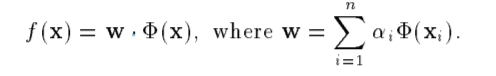 f(x) = w · Φ(x), where w = ∑_{i=1}^{n} α_i Φ(x_i).